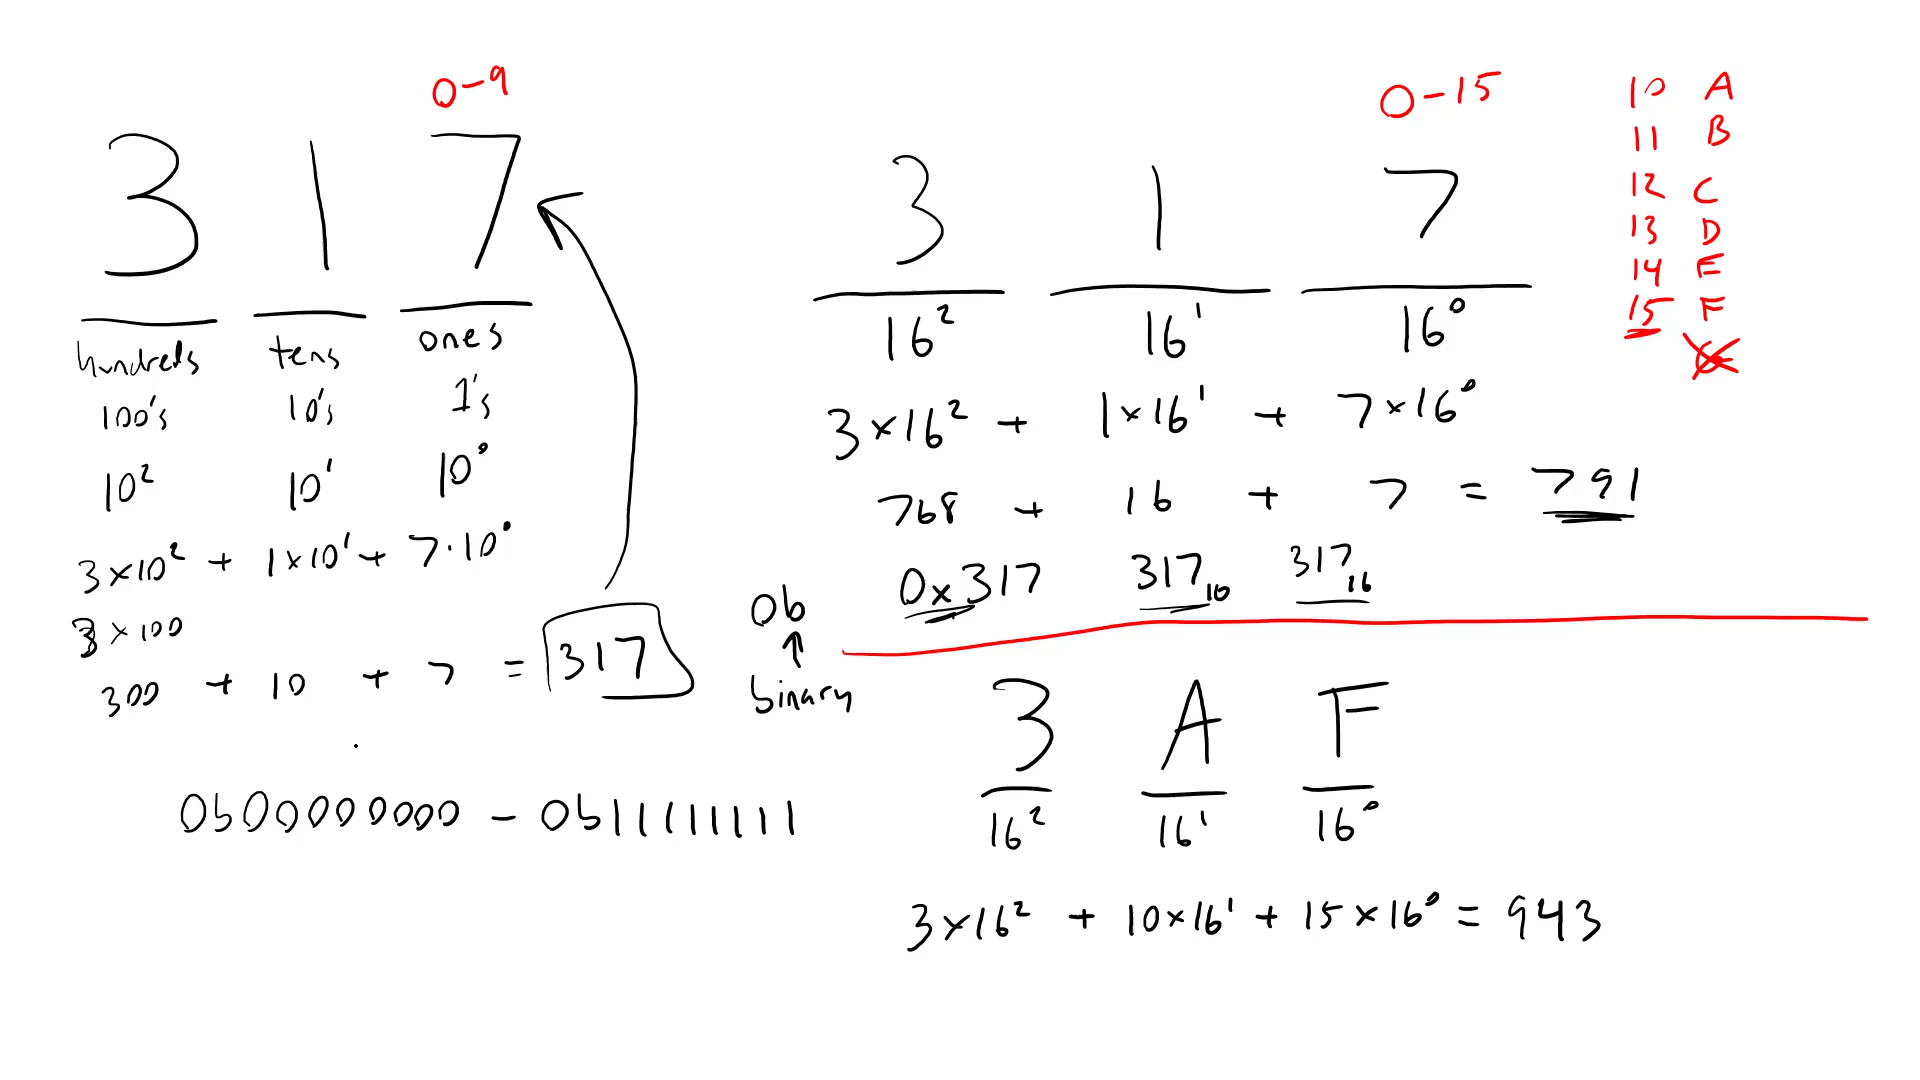 0-9
3 1 7
hundreds tens ones
100's 10's 1's
10² 10¹ 10⁰
3×10² + 1×10¹ + 7·10⁰
3 × 100
300 + 10 + 7 = 317
0b
↑
binary
0b00000000 - 0b11111111
0-15
3 1 7
16² 16¹ 16⁰
3×16² + 1×16¹ + 7×16⁰
768 + 16 + 7 = 791
0x317 317₁₀ 317₁₆
10 A
11 B
12 C
13 D
14 E
15 F
G
3 A F
16² 16¹ 16⁰
3×16² + 10×16¹ + 15×16⁰ = 943